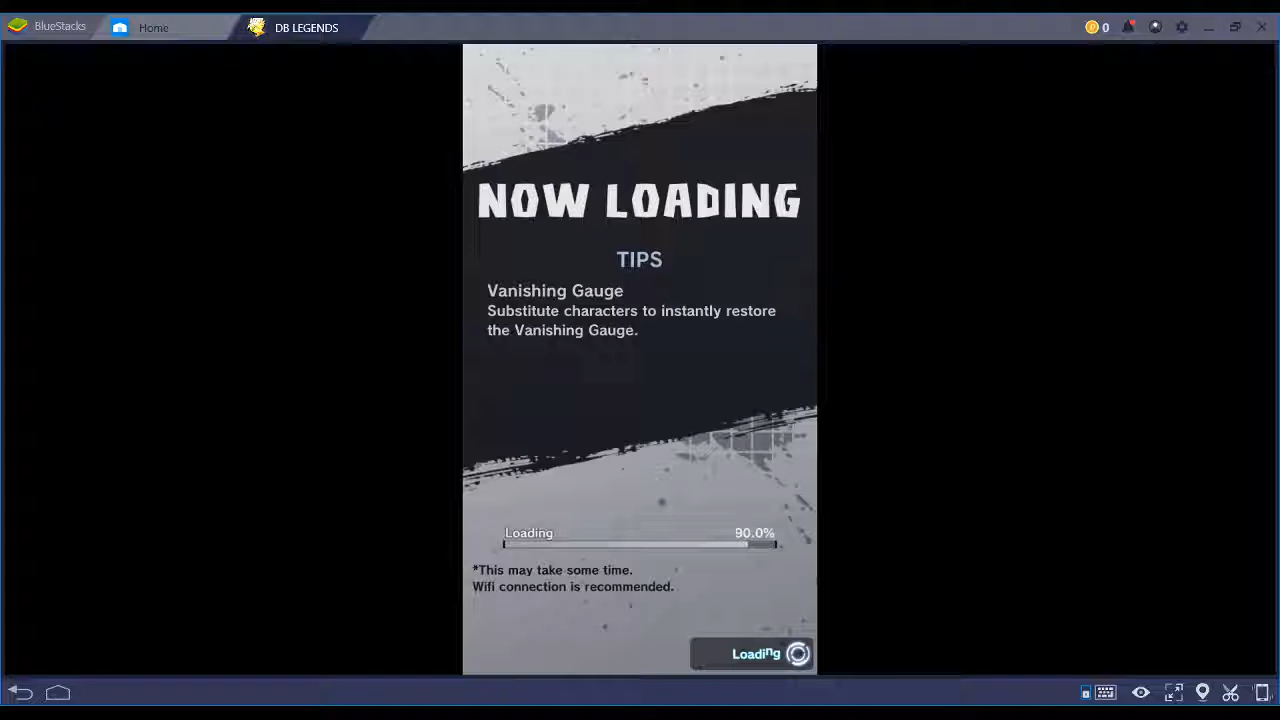 BlueStacks
Home
DB LEGENDS
0
NOW LOADING
TIPS
Vanishing Gauge
Substitute characters to instantly restore
the Vanishing Gauge.
Loading 90.0%
*This may take some time.
Wifi connection is recommended.
Loading